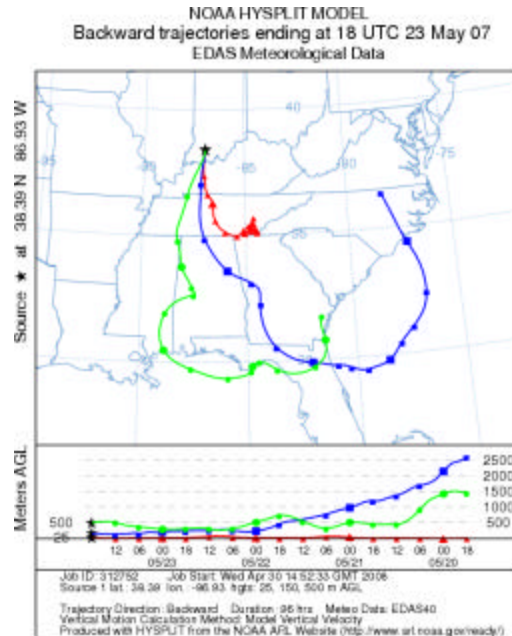 NOAA HYSPLIT MODEL
Backward trajectories ending at 18 UTC 23 May 07
EDAS Meteorological Data
Source ★ at 38.39 N 86.93 W
40
-75
-95
-85
-80
Meters AGL
2500
2000
1500
1000
500
500
25
12 06 00 18 12 06 00 18 12 06 00 18 12 06 00 18
05/23 05/22 05/21 05/20
Job ID: 312752 Job Start: Wed Apr 30 14:52:33 GMT 2008
Source 1 lat: 38.39 lon: -86.93 hgts: 25, 150, 500 m AGL
Trajectory Direction: Backward Duration: 96 hrs Meteo Data: EDAS40
Vertical Motion Calculation Method: Model Vertical Velocity
Produced with HYSPLIT from the NOAA ARL Website (http://www.arl.noaa.gov/ready/)